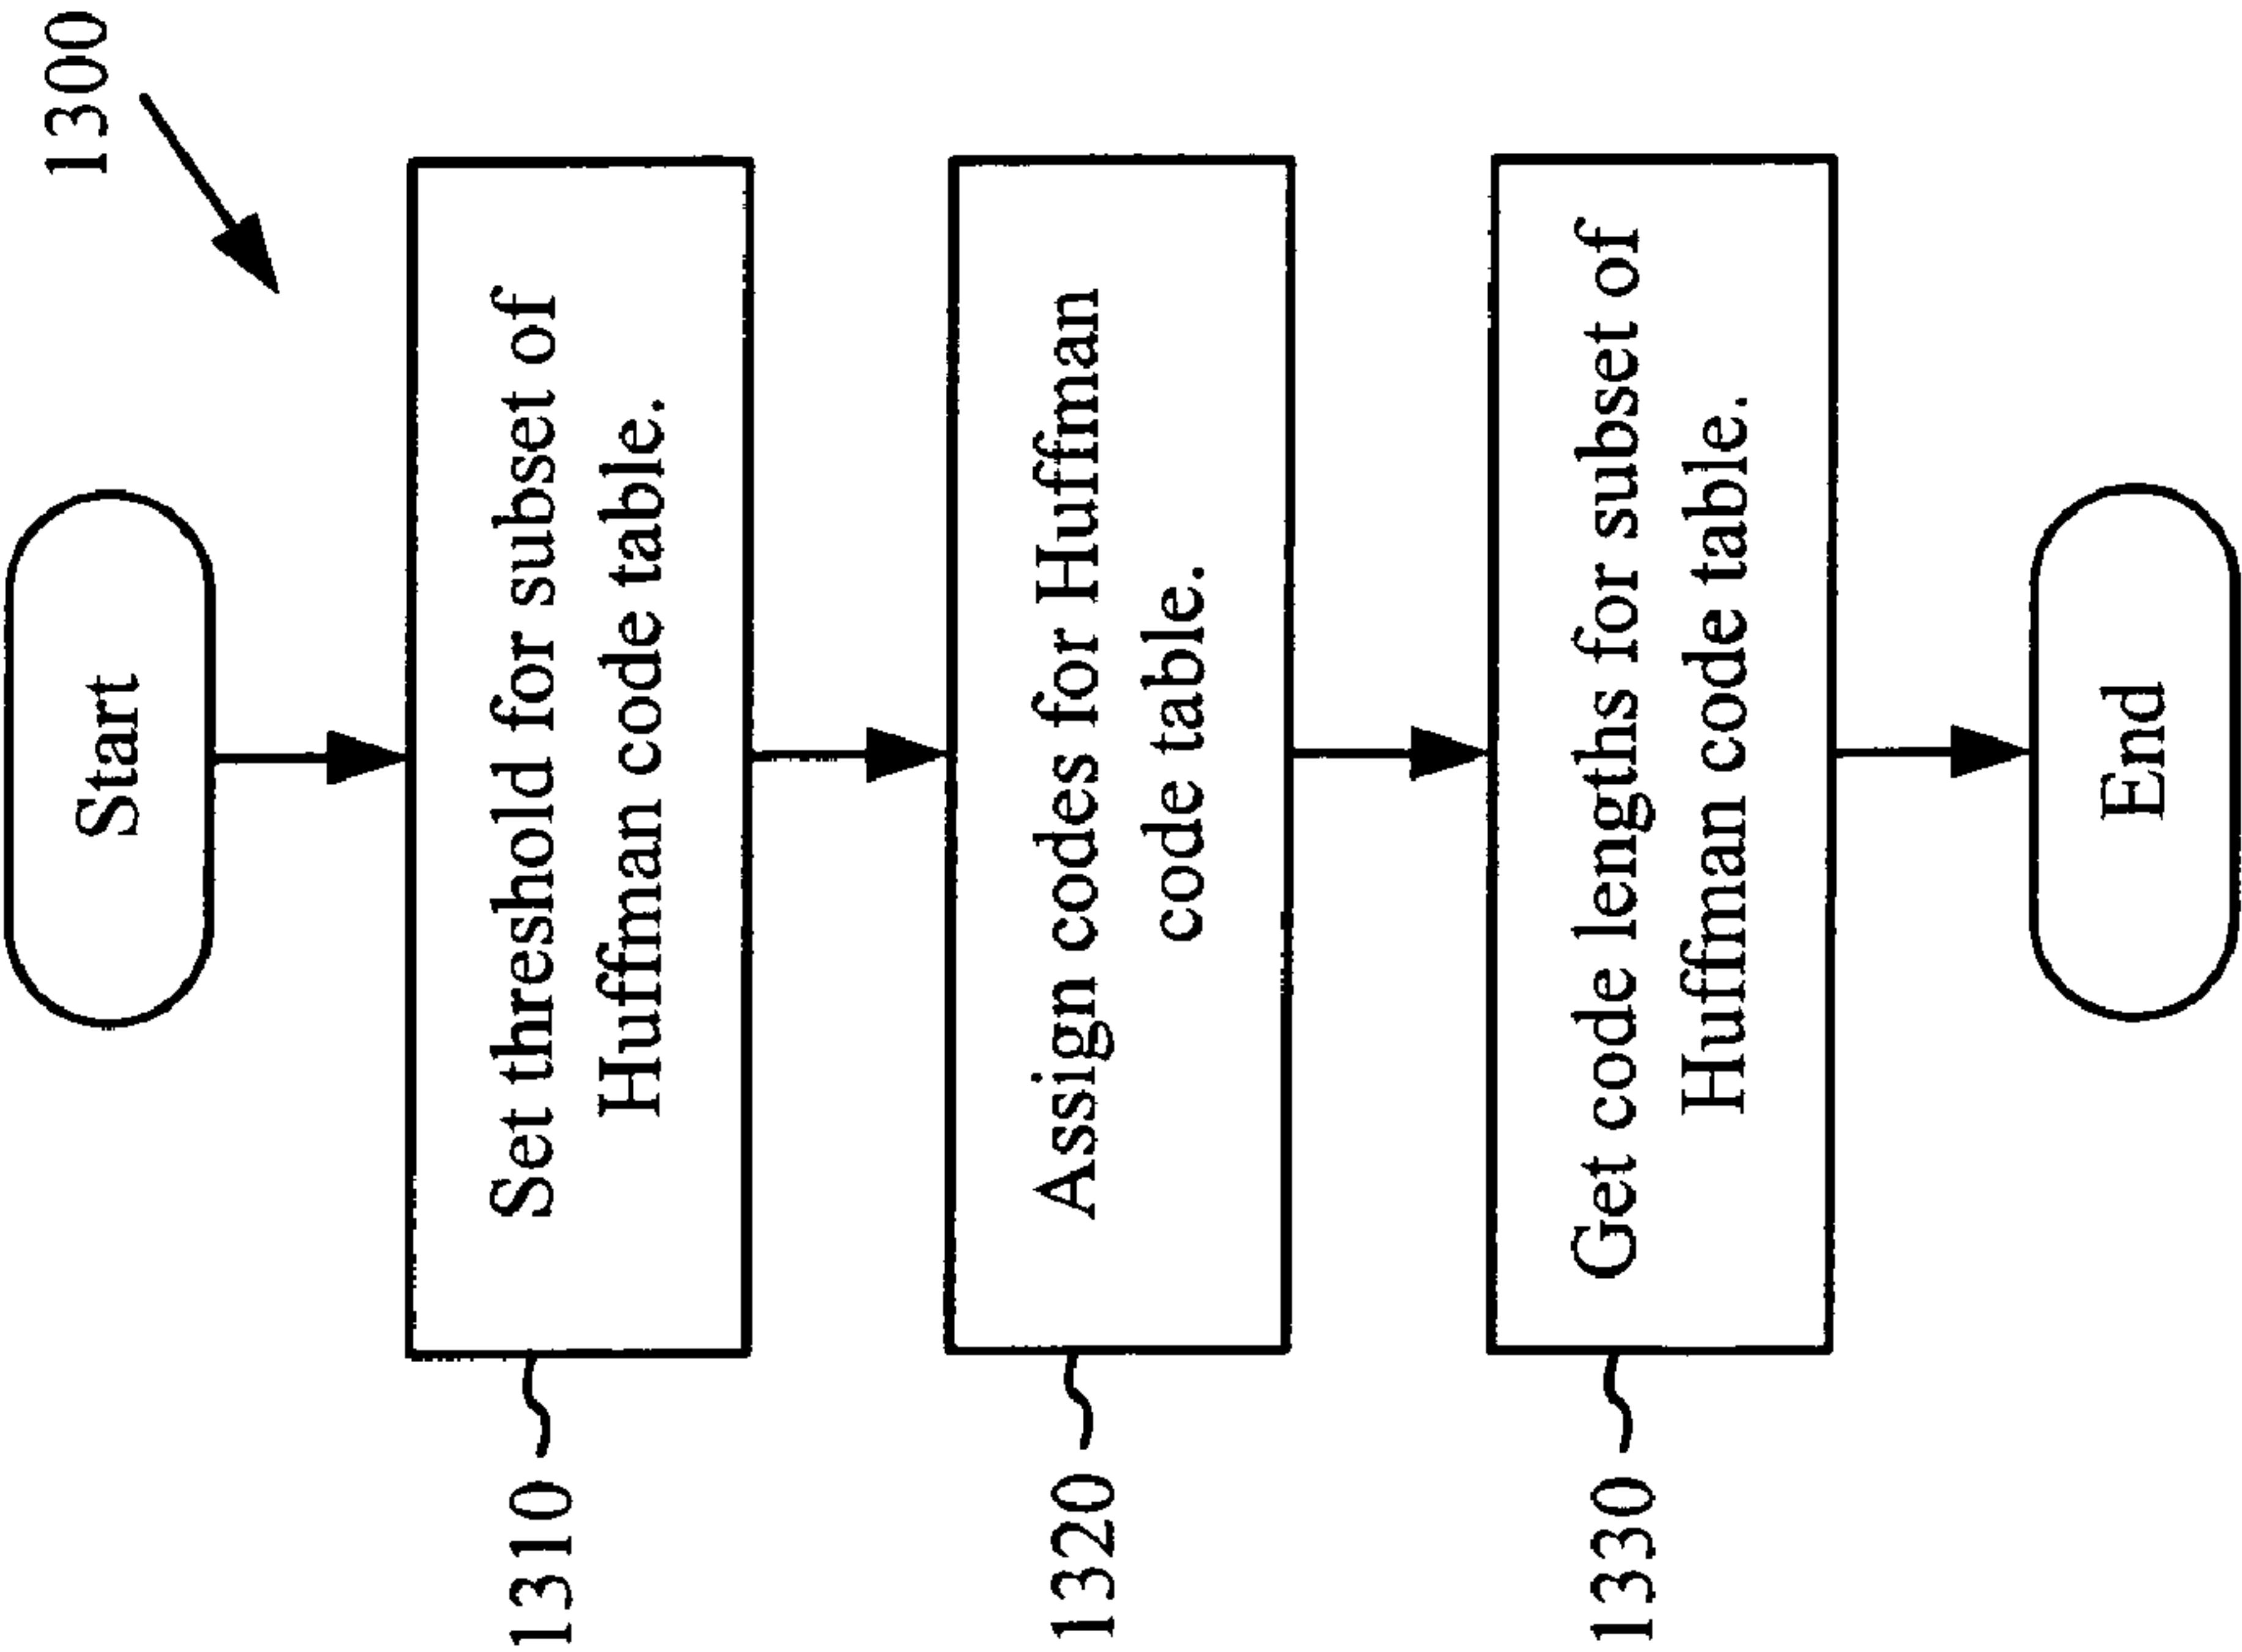 1300
Start
1310
Set threshold for subset of
Huffman code table.
1320
Assign codes for Huffman
code table.
1330
Get code lengths for subset of
Huffman code table.
End